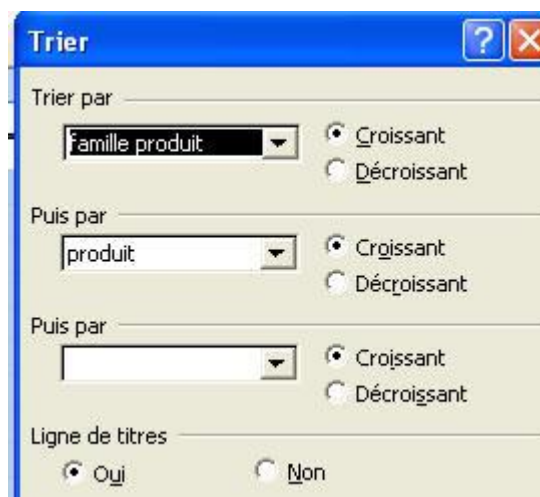 Trier
Trier par
famille produit
Croissant
Décroissant
Puis par
produit
Croissant
Décroissant
Puis par
Croissant
Décroissant
Ligne de titres
Oui
Non